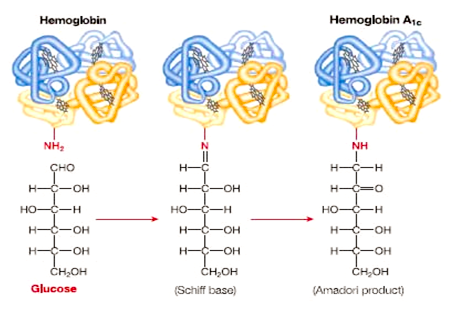 Hemoglobin
Hemoglobin A1c
NH2
N
NH
CHO
H—C—OH
HO—C—H
H—C—OH
H—C—OH
CH2OH
Glucose
H—C
H—C—OH
HO—C—H
H—C—OH
H—C—OH
CH2OH
(Schiff base)
H—C—H
C=O
HO—C—H
H—C—OH
H—C—OH
CH2OH
(Amadori product)